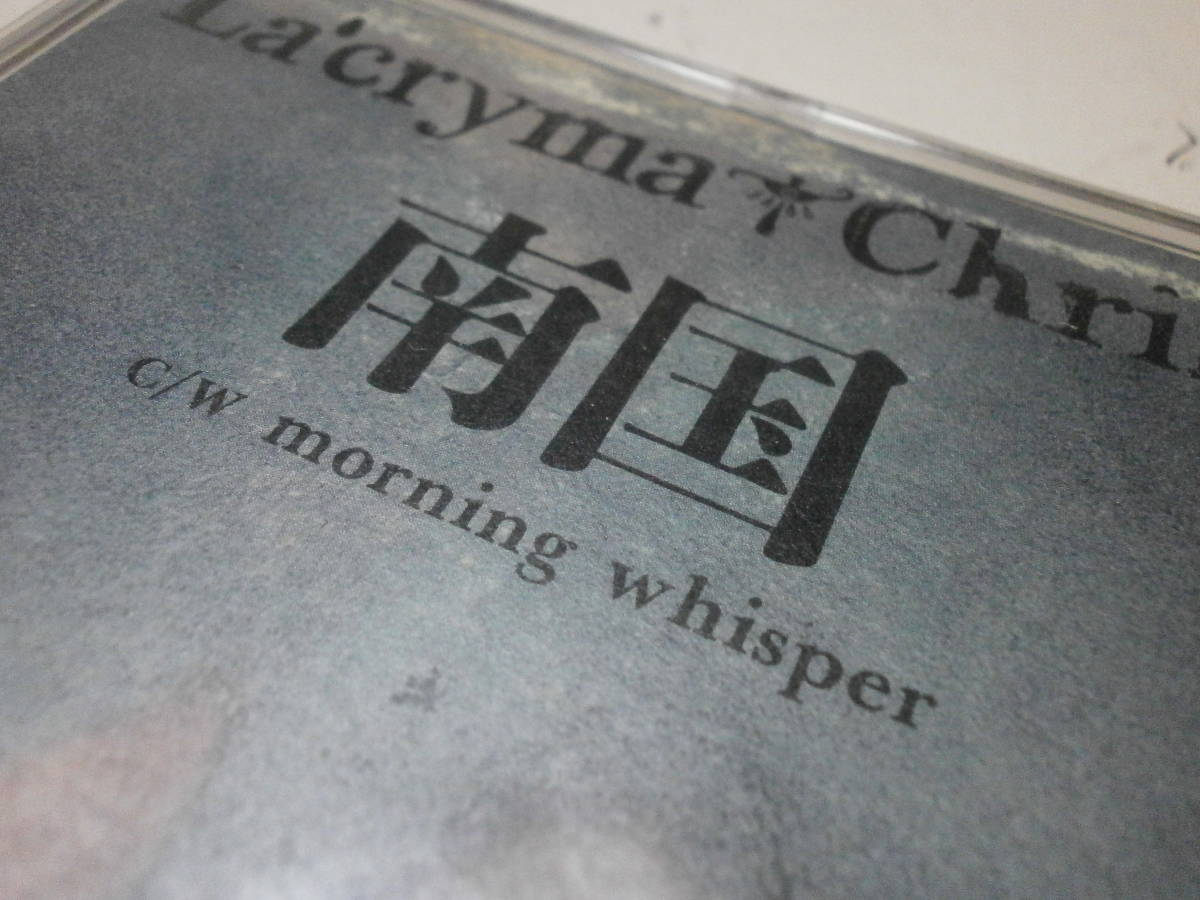 La'cryma Chri
南国
c/w morning whisper